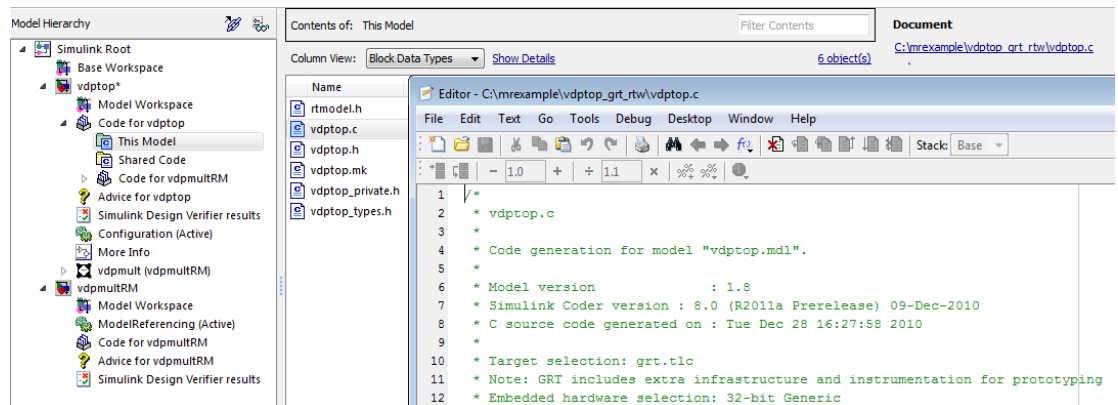 Model Hierarchy
Simulink Root
Base Workspace
vdptop*
Model Workspace
Code for vdptop
This Model
Shared Code
Code for vdpmultRM
Advice for vdptop
Simulink Design Verifier results
Configuration (Active)
More Info
vdpmult (vdpmultRM)
vdpmultRM
Model Workspace
ModelReferencing (Active)
Code for vdpmultRM
Advice for vdpmultRM
Simulink Design Verifier results
Contents of: This Model
Filter Contents
Column View: Block Data Types Show Details 6 object(s)
Name
rtmodel.h
vdptop.c
vdptop.h
vdptop.mk
vdptop_private.h
vdptop_types.h
Document
C:\mrexample\vdptop_grt_rtw\vdptop.c
Editor - C:\mrexample\vdptop_grt_rtw\vdptop.c
File Edit Text Go Tools Debug Desktop Window Help
Stack: Base
− 1.0 + ÷ 1.1 ×
1 /*
2 * vdptop.c
3 *
4 * Code generation for model "vdptop.mdl".
5 *
6 * Model version : 1.8
7 * Simulink Coder version : 8.0 (R2011a Prerelease) 09-Dec-2010
8 * C source code generated on : Tue Dec 28 16:27:58 2010
9 *
10 * Target selection: grt.tlc
11 * Note: GRT includes extra infrastructure and instrumentation for prototyping
12 * Embedded hardware selection: 32-bit Generic